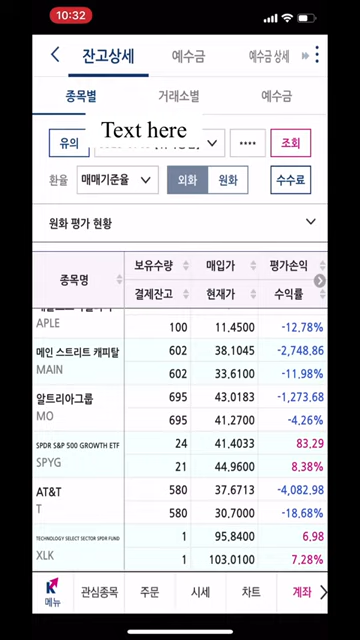 10:32
잔고상세 예수금 예수금 상세
종목별 거래소별 예수금
Text here
유의 **** 조회
환율 매매기준율 외화 원화 수수료
원화 평가 현황
종목명 보유수량 매입가 평가손익
결제잔고 현재가 수익률
APLE 100 11.4500 -12.78%
메인 스트리트 캐피탈 602 38.1045 -2,748.86
MAIN 602 33.6100 -11.98%
알트리아그룹 695 43.0183 -1,273.68
MO 695 41.2700 -4.26%
SPDR S&P 500 GROWTH ETF 24 41.4033 83.29
SPYG 21 44.9600 8.38%
AT&T 580 37.6713 -4,082.98
T 580 30.7000 -18.68%
TECHNOLOGY SELECT SECTOR SPDR FUND 1 95.8400 6.98
XLK 1 103.0100 7.28%
메뉴 관심종목 주문 시세 차트 계좌